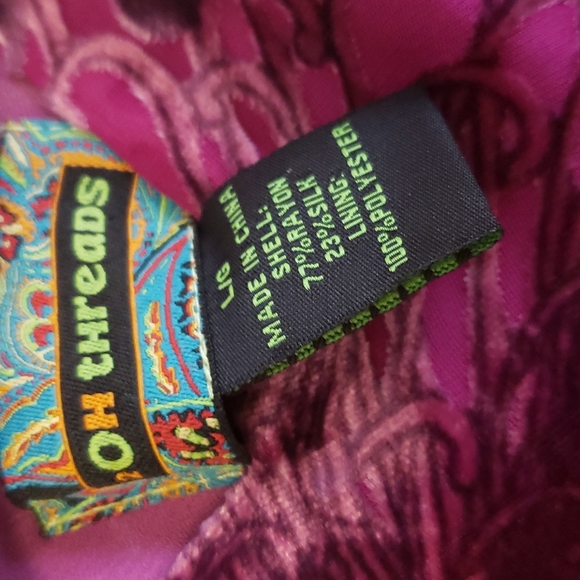 OH threads
L/G
MADE IN CHINA
SHELL:
77%RAYON
23%SILK
LINING:
100%POLYESTER